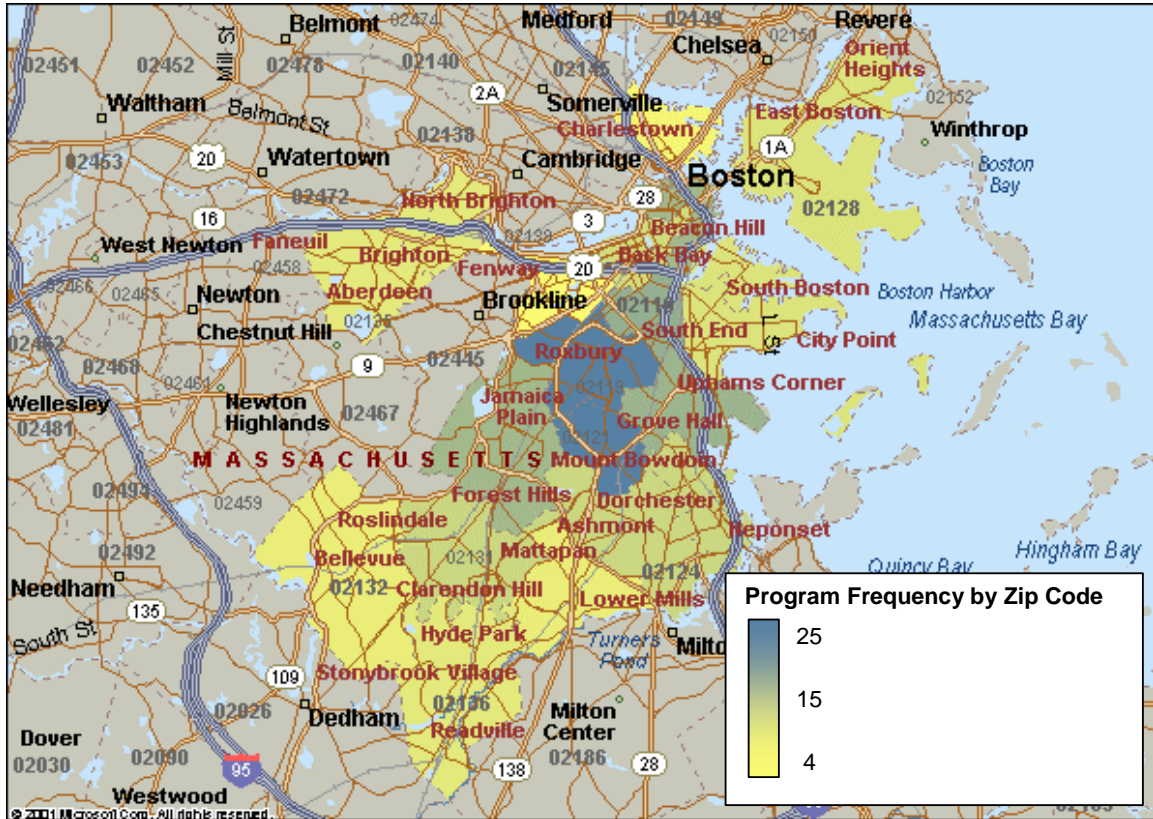 Belmont
02474
Medford
02149
Revere
Chelsea
02150
02451
02452
Mill St
02478
02140
02145
Orient
Heights
2A
Somerville
02152
Waltham
Belmont St
02138
Charlestown
East Boston
Winthrop
02453
20
Watertown
Cambridge
1A
Boston
Boston
Bay
02472
North Brighton
28
02128
16
3
Beacon Hill
West Newton
Faneuil
02139
Brighton
Fenway
20
Back Bay
02458
02466
02465
Aberdeen
South Boston
Boston Harbor
Newton
Brookline
Massachusetts Bay
Chestnut Hill
02135
South End
L St
City Point
02462
02468
9
02445
Roxbury
02461
02119
Uphams Corner
Wellesley
Newton
Highlands
02467
Jamaica
Plain
Grove Hall
02481
02121
MASSACHUSETTS
Mount Bowdoin
02494
02459
Forest Hills
Dorchester
Roslindale
Ashmont
Neponset
02492
Bellevue
02131
Mattapan
Hingham Bay
Quincy Bay
Needham
02132
Clarendon Hill
02124
135
Lower Mills
South St
Hyde Park
Turners
Pond
Stonybrook Village
109
02136
02026
Dedham
Readville
Milton
Center
Dover
02030
02090
02186
95
138
28
Westwood
Program Frequency by Zip Code
25
15
4
© 2001 Microsoft Corp. All rights reserved.